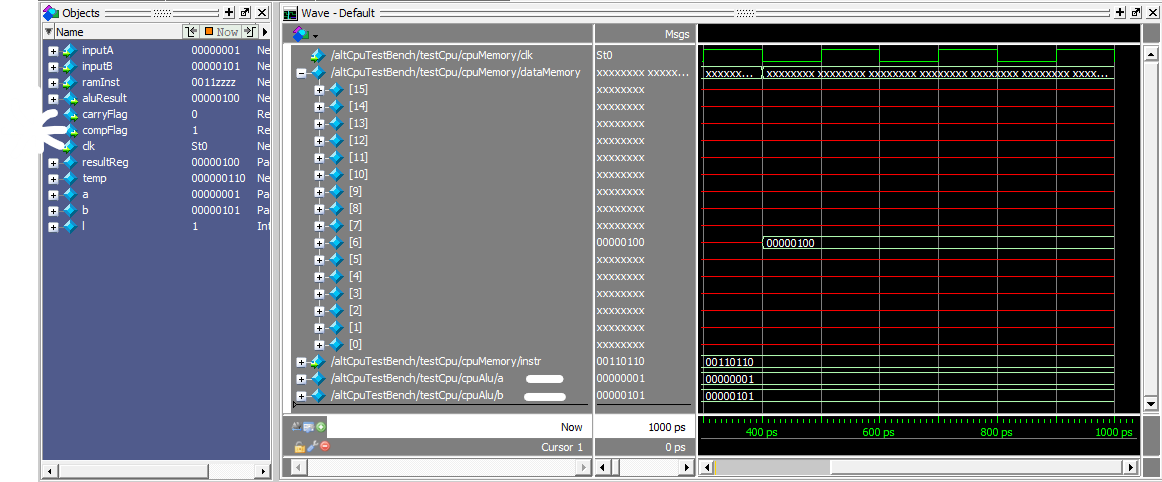 Objects
Name Now
inputA 00000001 Ne
inputB 00000101 Ne
ramInst 0011zzzz Ne
aluResult 00000100 Ne
carryFlag 0 Re
compFlag 1 Re
clk St0 Ne
resultReg 00000100 Pa
temp 000000110 Ne
a 00000001 Pa
b 00000101 Pa
I 1 Int
Wave - Default
Msgs
/altCpuTestBench/testCpu/cpuMemory/clk St0
/altCpuTestBench/testCpu/cpuMemory/dataMemory xxxxxxxx xxxxx... xxxxxx... xxxxxxxx xxxxxxxx xxxxxxxx xxxxxxxx xxxxxxxx xxxxxxxx xxxx...
[15] xxxxxxxx
[14] xxxxxxxx
[13] xxxxxxxx
[12] xxxxxxxx
[11] xxxxxxxx
[10] xxxxxxxx
[9] xxxxxxxx
[8] xxxxxxxx
[7] xxxxxxxx
[6] 00000100 00000100
[5] xxxxxxxx
[4] xxxxxxxx
[3] xxxxxxxx
[2] xxxxxxxx
[1] xxxxxxxx
[0] xxxxxxxx
/altCpuTestBench/testCpu/cpuMemory/instr 00110110 00110110
/altCpuTestBench/testCpu/cpuAlu/a 00000001 00000001
/altCpuTestBench/testCpu/cpuAlu/b 00000101 00000101
Now 1000 ps 400 ps 600 ps 800 ps 1000 ps
Cursor 1 0 ps